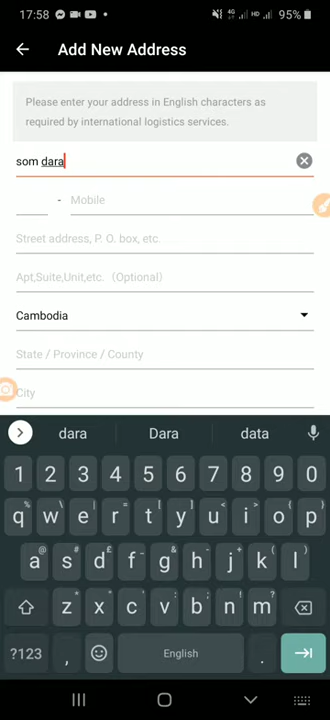 17:58 4G HD 95%
Add New Address
Please enter your address in English characters as
required by international logistics services.
som dara
- Mobile
Street address, P. O. box, etc.
Apt,Suite,Unit,etc. (Optional)
Cambodia
State / Province / County
City
dara Dara data
1 2 3 4 5 6 7 8 9 0
q w e r t y u i o p
a s d f g h j k l
z x c v b n m
?123 , English .